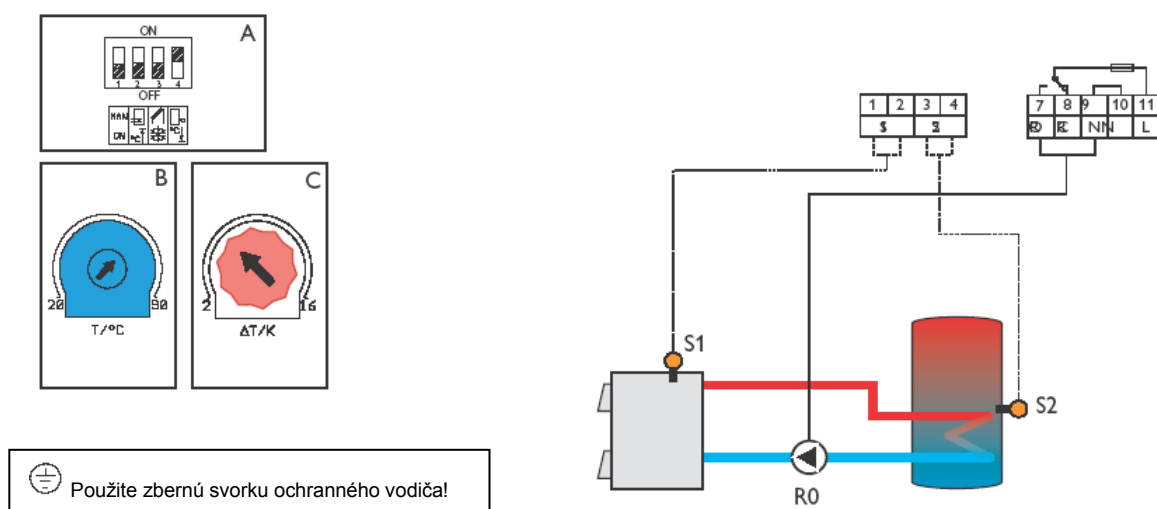 ON
A
1 2 3 4
OFF
MAN
ON °C °C
B
20 90
T/°C
C
2 16
ΔT/K
Použite zbernú svorku ochranného vodiča!
1 2 3 4
S2
7 8 9 10 11
NN L
S1
S2
R0